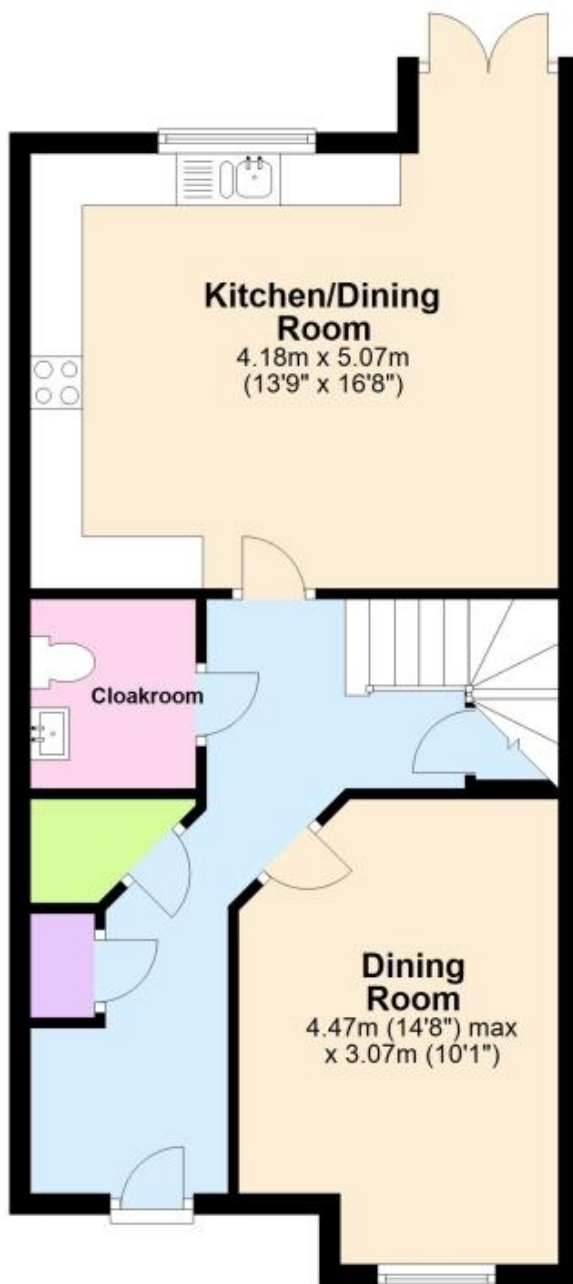 Kitchen/Dining
Room
4.18m x 5.07m
(13'9" x 16'8")
Cloakroom
Dining
Room
4.47m (14'8") max
x 3.07m (10'1")